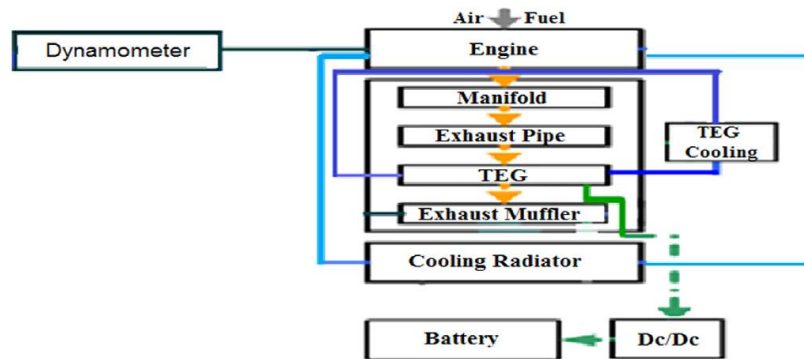 Air Fuel
Dynamometer
Engine
Manifold
Exhaust Pipe
TEG
Cooling
TEG
Exhaust Muffler
Cooling Radiator
Battery
Dc/Dc